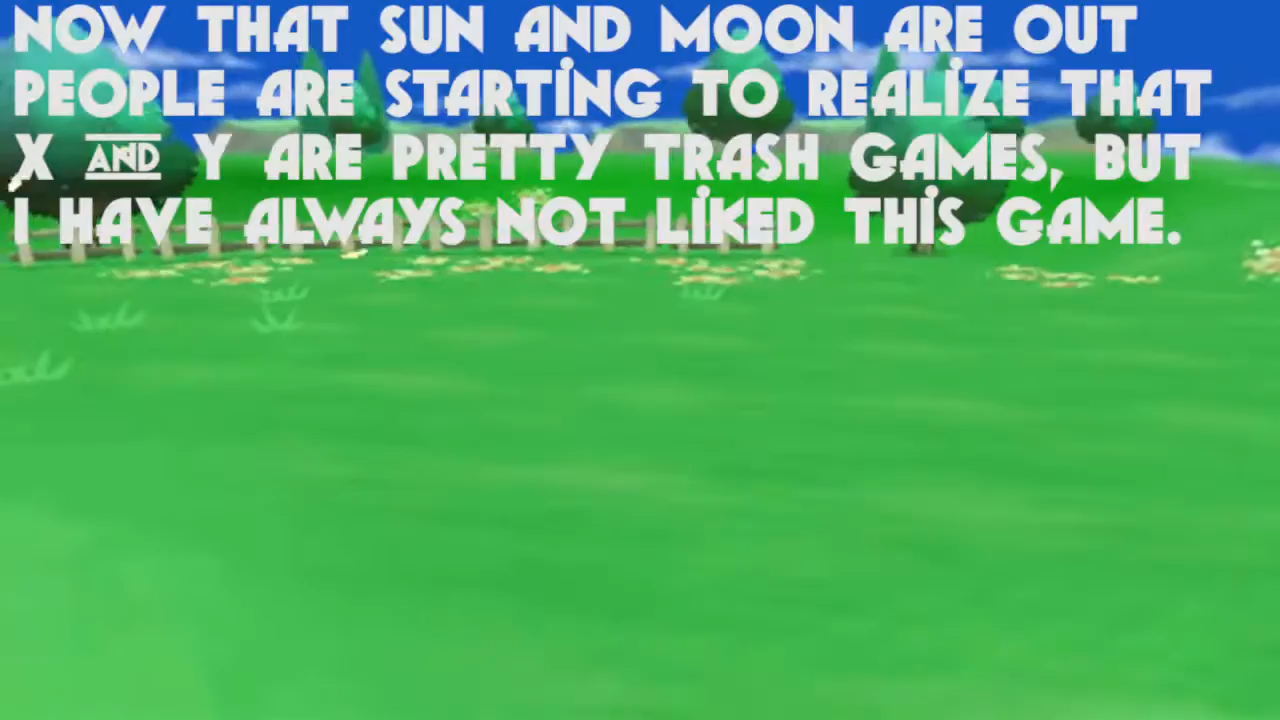 NOW THAT SUN AND MOON ARE OUT
PEOPLE ARE STARTING TO REALIZE THAT
X AND Y ARE PRETTY TRASH GAMES, BUT
I HAVE ALWAYS NOT LIKED THIS GAME.